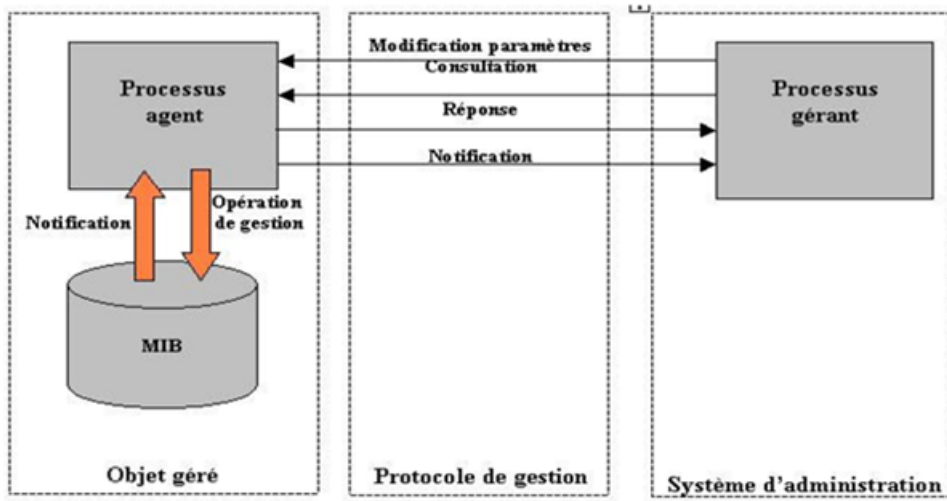 Processus
agent
Modification paramètres
Consultation
Réponse
Notification
Processus
gérant
Notification
Opération
de gestion
MIB
Objet géré
Protocole de gestion
Système d'administration